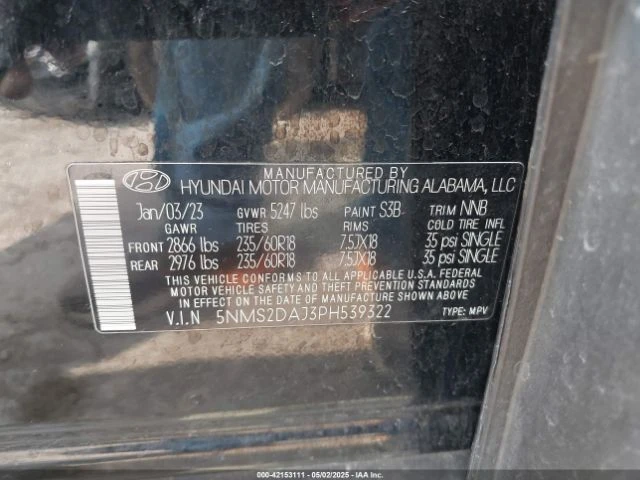 MANUFACTURED BY
HYUNDAI MOTOR MANUFACTURING ALABAMA, LLC
Jan/03/23 GVWR 5247 lbs PAINT S3B- TRIM NNB
GAWR TIRES COLD TIRE INFL
FRONT 2866 lbs 235/60R18 7.5JX18 35 psi SINGLE
REAR 2976 lbs 235/60R18 7.5JX18 35 psi SINGLE
THIS VEHICLE CONFORMS TO ALL APPLICABLE U.S.A. FEDERAL
MOTOR VEHICLE SAFETY, BUMPER, AND THEFT PREVENTION STANDARDS
IN EFFECT ON THE DATE OF MANUFACTURE SHOWN ABOVE.
V.I.N 5NMS2DAJ3PH539322 TYPE: MPV
000-42153111 05/02/2025 © IAA Holdings, LLC